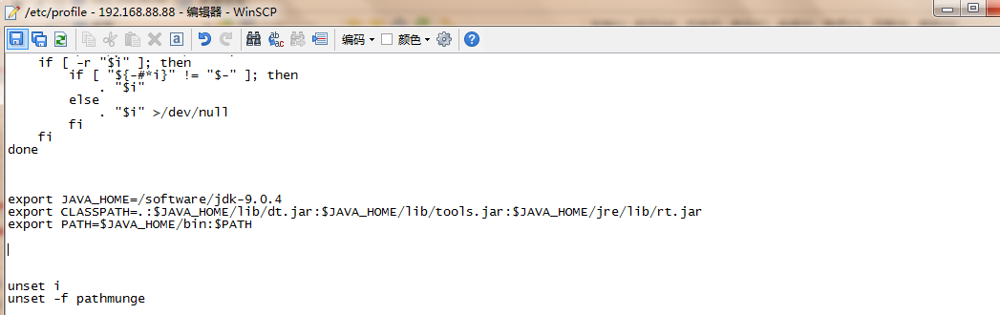 /etc/profile - 192.168.88.88 - 编辑器 - WinSCP
编码 颜色
if [ -r "$i" ]; then
if [ "${-#*i}" != "$-" ]; then
. "$i"
else
. "$i" >/dev/null
fi
fi
done
export JAVA_HOME=/software/jdk-9.0.4
export CLASSPATH=.:$JAVA_HOME/lib/dt.jar:$JAVA_HOME/lib/tools.jar:$JAVA_HOME/jre/lib/rt.jar
export PATH=$JAVA_HOME/bin:$PATH
unset i
unset -f pathmunge